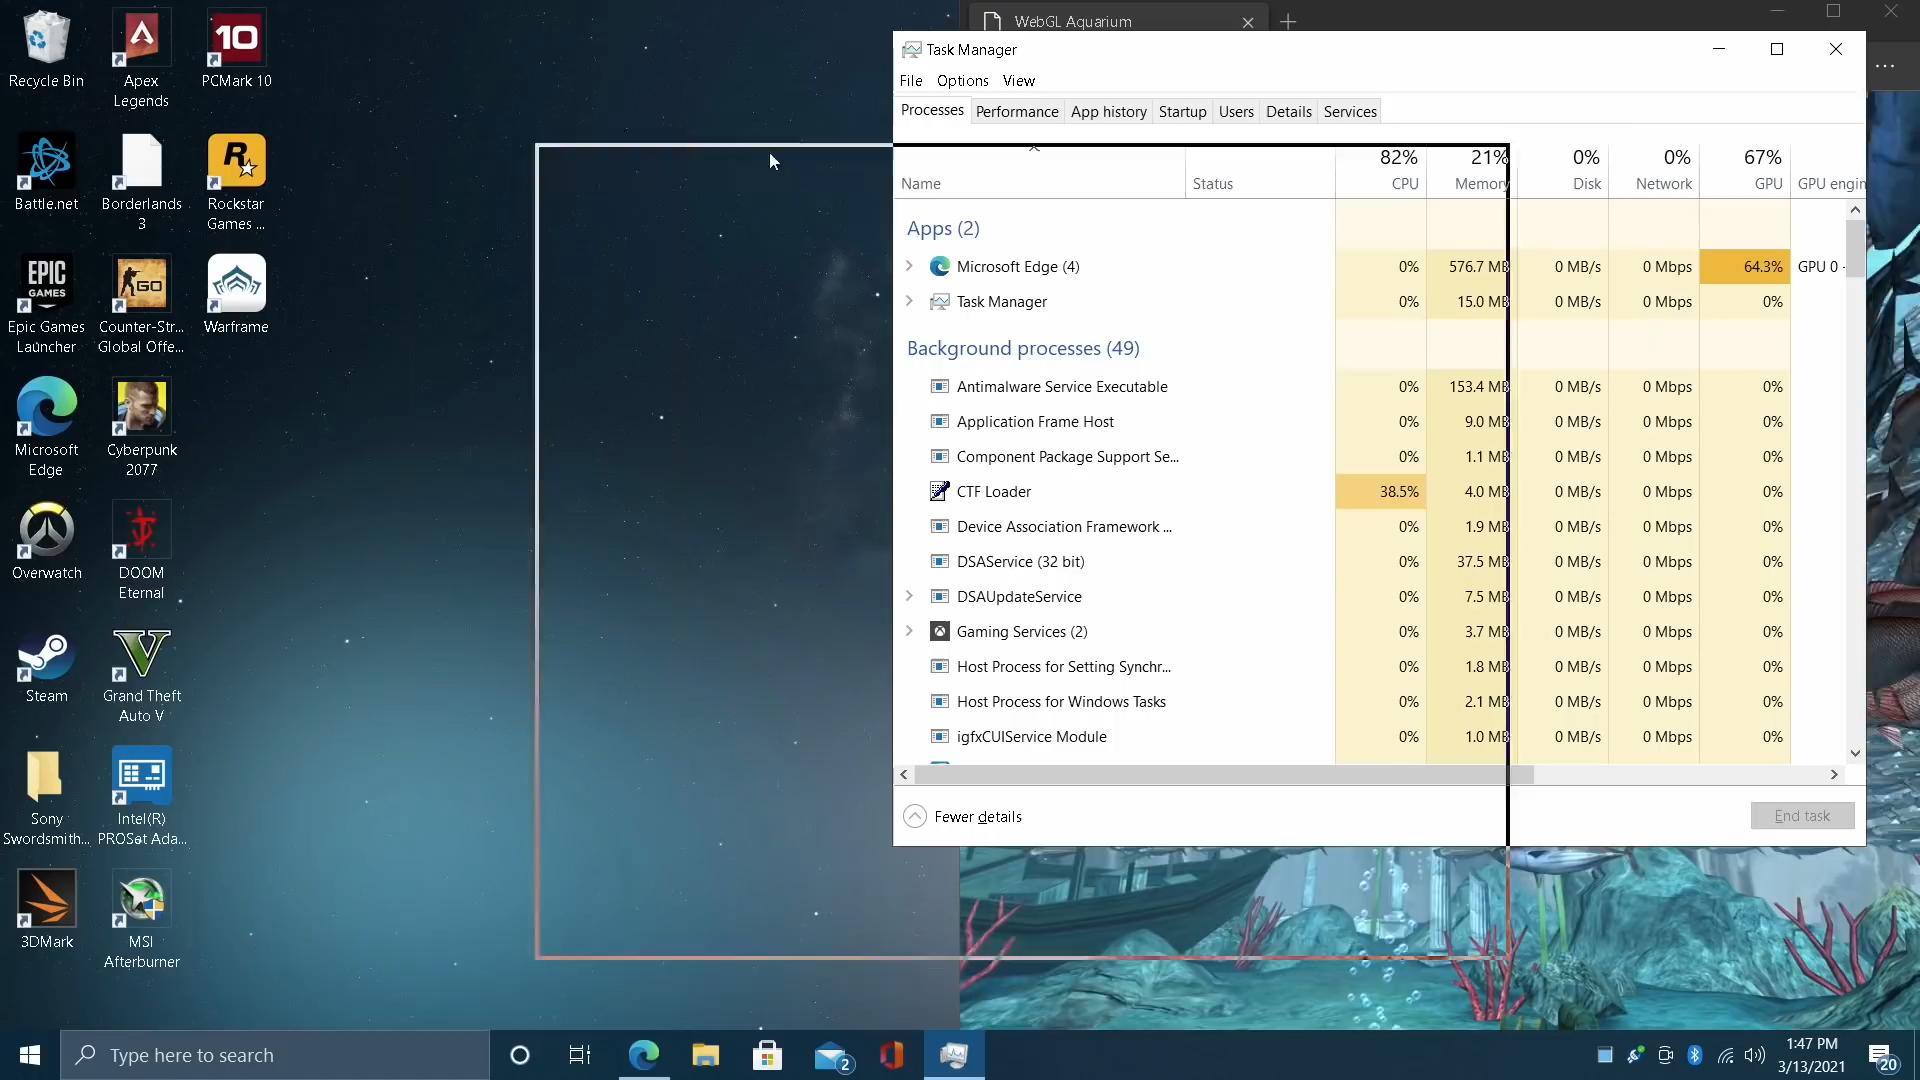 Recycle Bin
Apex
Legends
10
PCMark 10
Battle.net
Borderlands
3
R
Rockstar
Games ...
EPIC
GAMES
Epic Games
Launcher
GO
Counter-Str...
Global Offe...
Warframe
Microsoft
Edge
Cyberpunk
2077
Overwatch
DOOM
Eternal
Steam
V
Grand Theft
Auto V
Sony
Swordsmith...
Intel(R)
PROSet Ada...
3DMark
MSI
Afterburner
WebGL Aquarium
Task Manager
File Options View
Processes Performance App history Startup Users Details Services
82% 21% 0% 0% 67%
Name Status CPU Memory Disk Network GPU GPU engin
Apps (2)
Microsoft Edge (4) 0% 576.7 MB 0 MB/s 0 Mbps 64.3% GPU 0 -
Task Manager 0% 15.0 MB 0 MB/s 0 Mbps 0%
Background processes (49)
Antimalware Service Executable 0% 153.4 MB 0 MB/s 0 Mbps 0%
Application Frame Host 0% 9.0 MB 0 MB/s 0 Mbps 0%
Component Package Support Se... 0% 1.1 MB 0 MB/s 0 Mbps 0%
CTF Loader 38.5% 4.0 MB 0 MB/s 0 Mbps 0%
Device Association Framework ... 0% 1.9 MB 0 MB/s 0 Mbps 0%
DSAService (32 bit) 0% 37.5 MB 0 MB/s 0 Mbps 0%
DSAUpdateService 0% 7.5 MB 0 MB/s 0 Mbps 0%
Gaming Services (2) 0% 3.7 MB 0 MB/s 0 Mbps 0%
Host Process for Setting Synchr... 0% 1.8 MB 0 MB/s 0 Mbps 0%
Host Process for Windows Tasks 0% 2.1 MB 0 MB/s 0 Mbps 0%
igfxCUIService Module 0% 1.0 MB 0 MB/s 0 Mbps 0%
Fewer details
End task
Type here to search
2
1:47 PM
3/13/2021
20